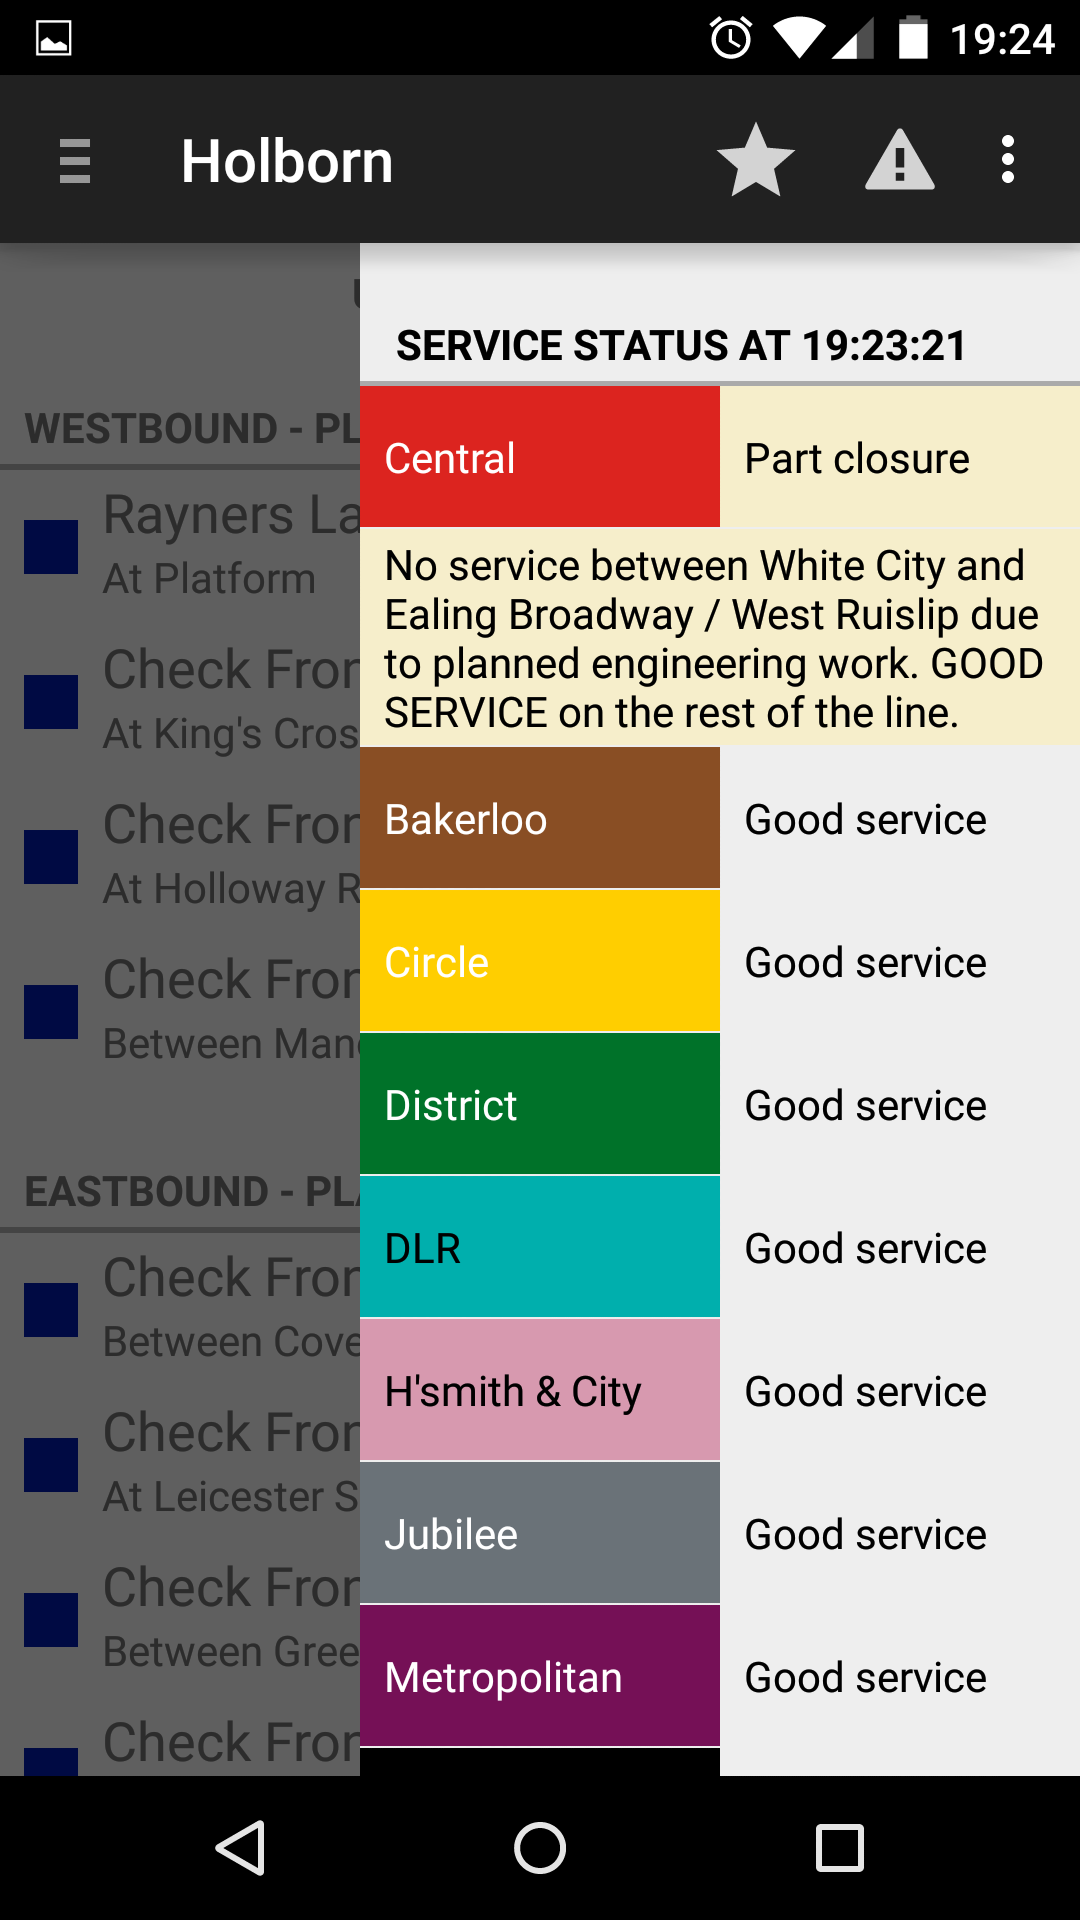 19:24
Holborn
SERVICE STATUS AT 19:23:21
Central Part closure
No service between White City and
Ealing Broadway / West Ruislip due
to planned engineering work. GOOD
SERVICE on the rest of the line.
Bakerloo Good service
Circle Good service
District Good service
DLR Good service
H'smith & City Good service
Jubilee Good service
Metropolitan Good service
WESTBOUND - PL
Rayners La
At Platform
Check Fron
At King's Cros
Check Fron
At Holloway R
Check Fron
Between Man
EASTBOUND - PL
Check Fron
Between Cove
Check Fron
At Leicester S
Check Fron
Between Gree
Check Fron